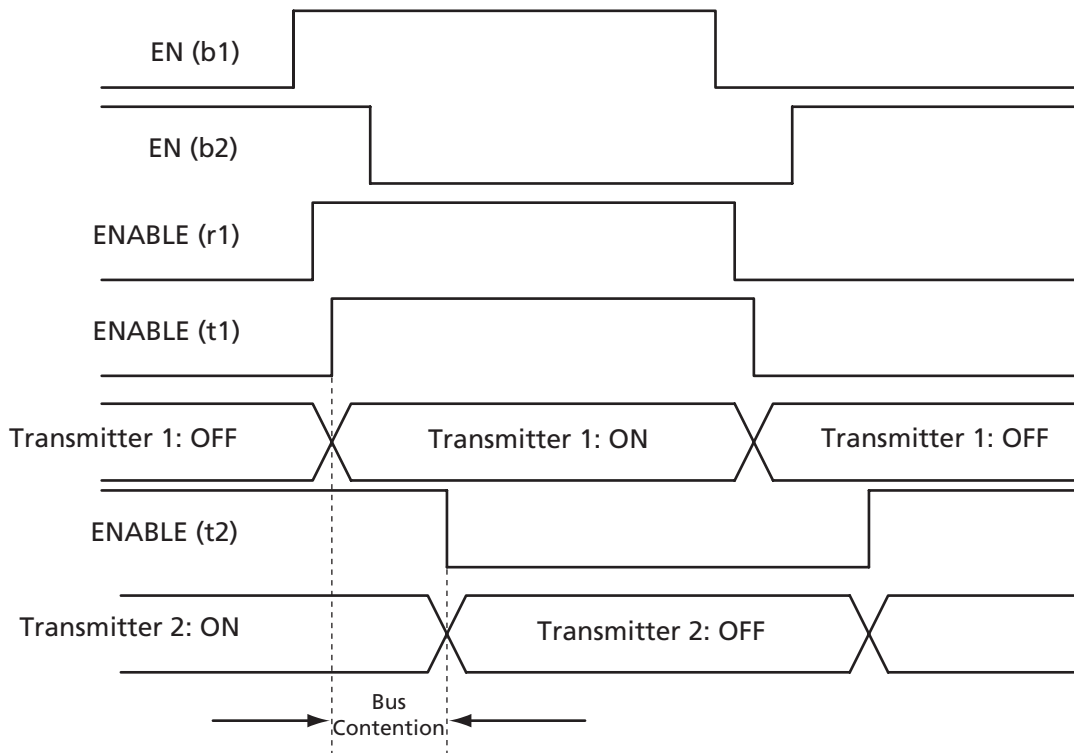 EN (b1)
EN (b2)
ENABLE (r1)
ENABLE (t1)
Transmitter 1: OFF Transmitter 1: ON Transmitter 1: OFF
ENABLE (t2)
Transmitter 2: ON Transmitter 2: OFF
Bus
Contention